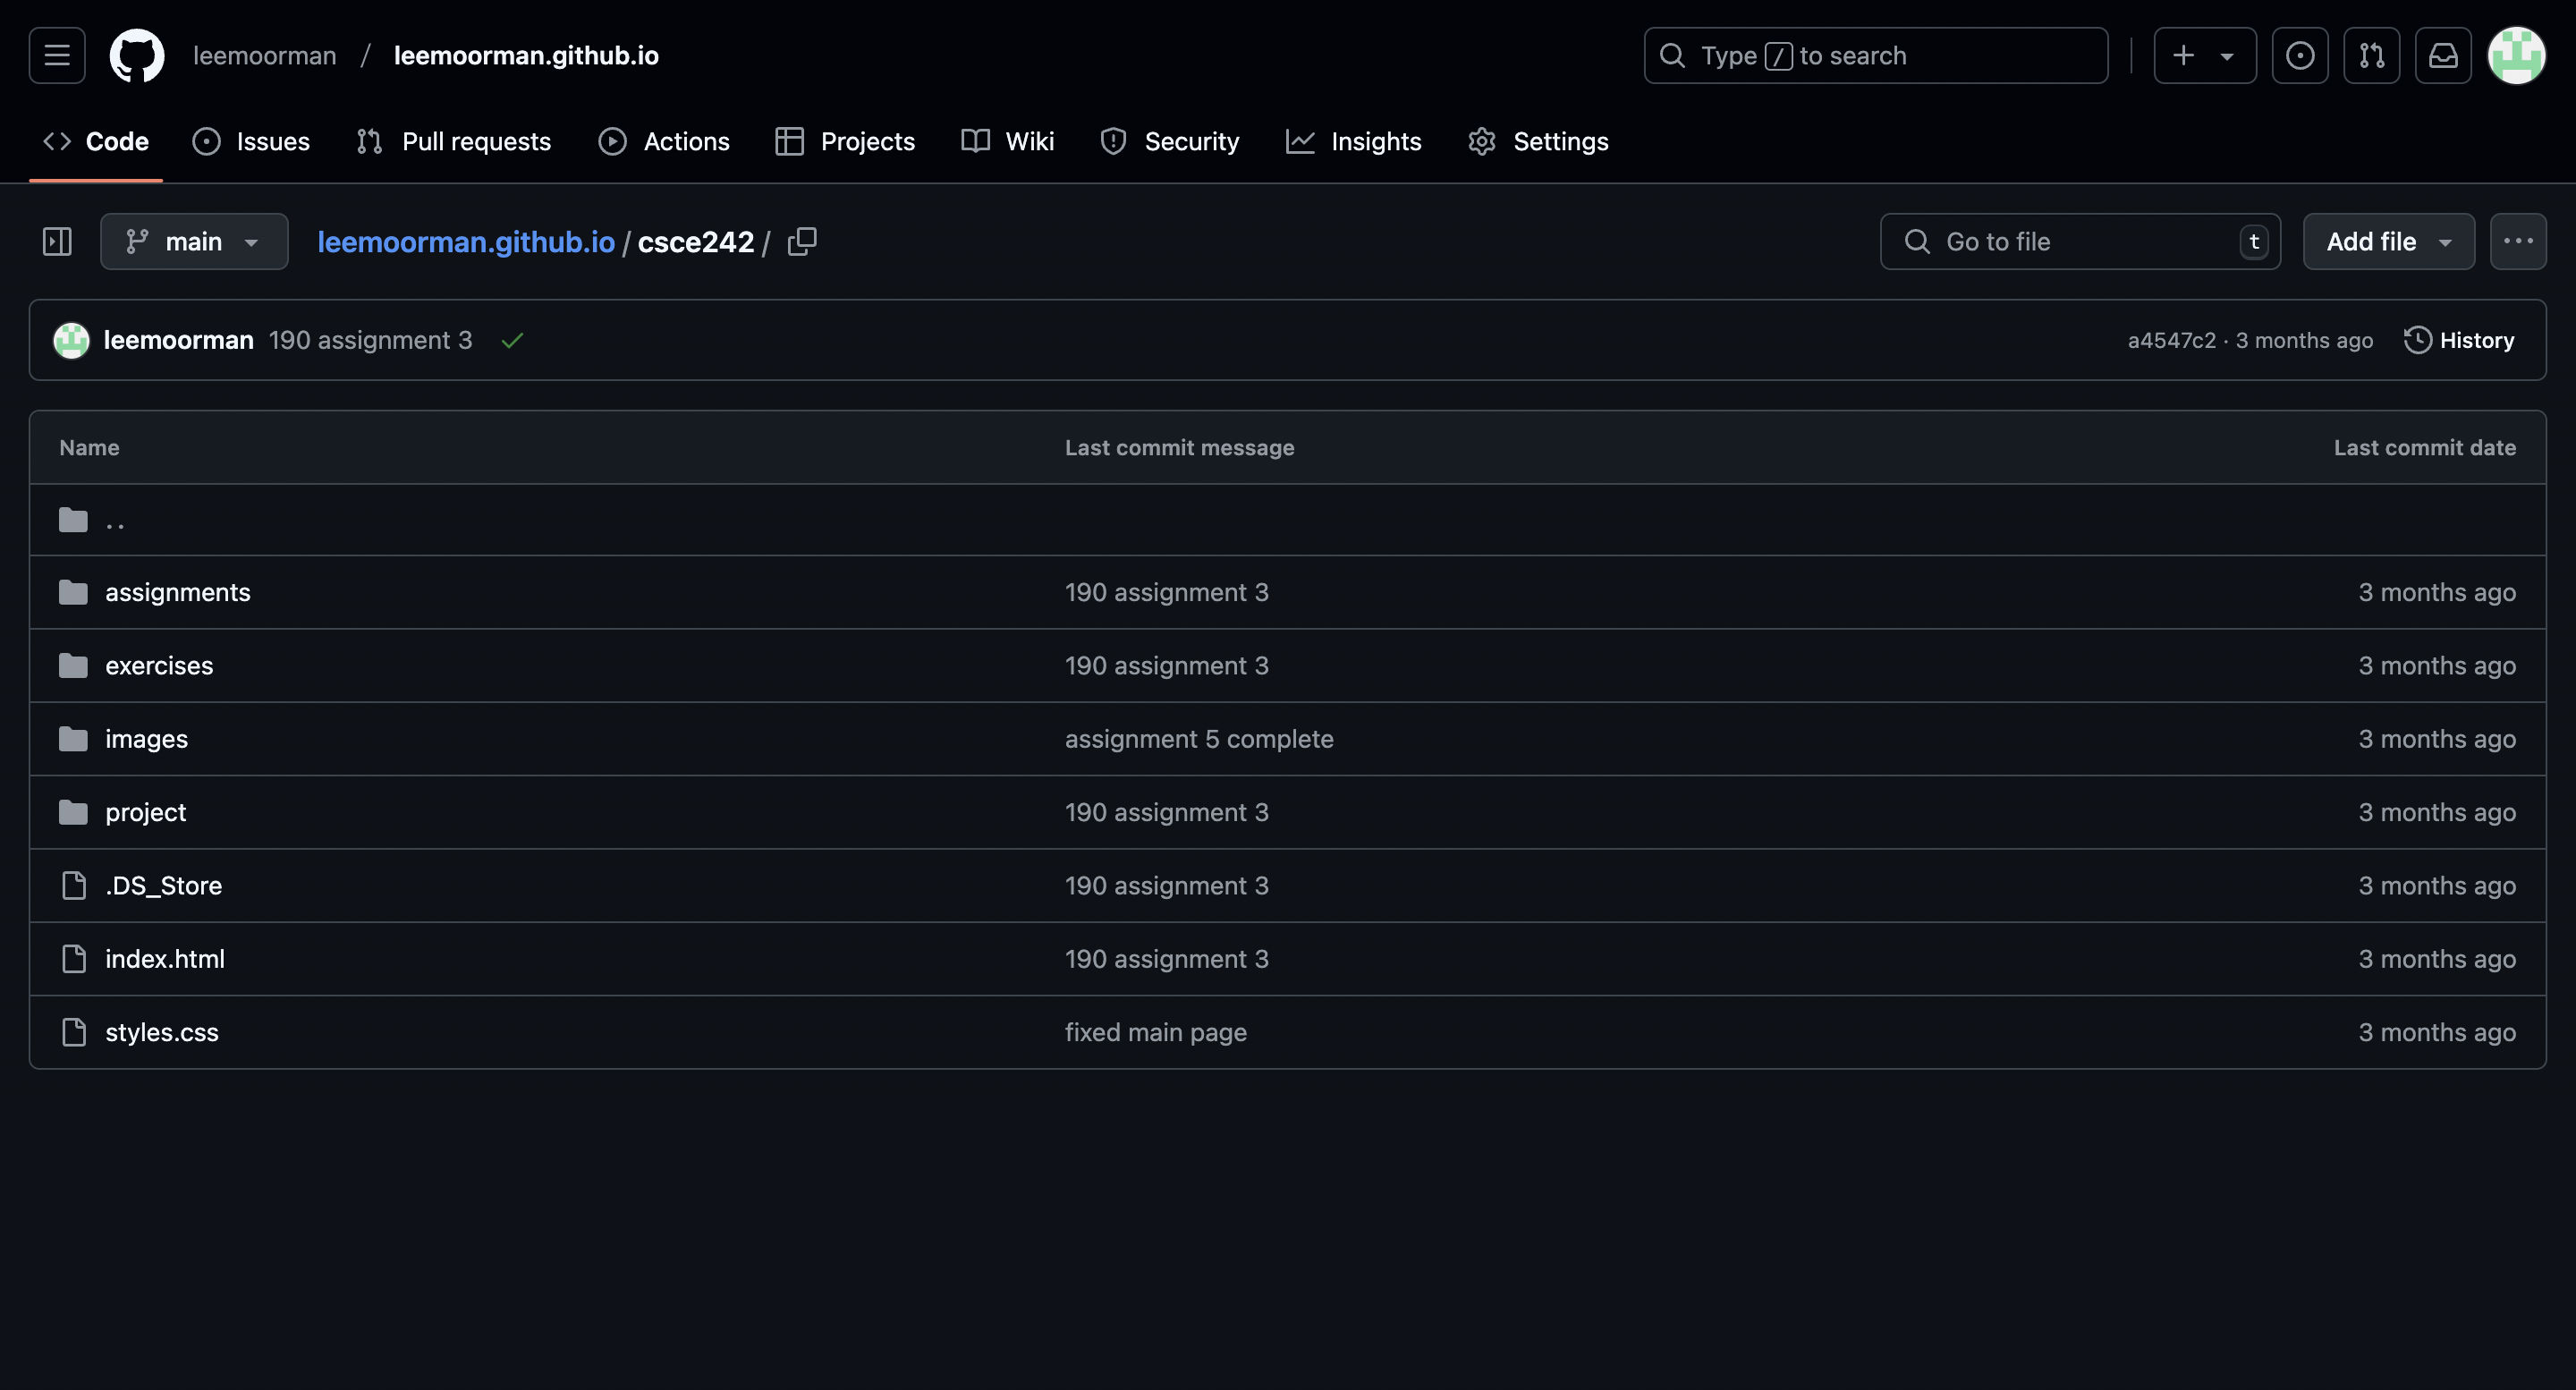 leemoorman / leemoorman.github.io
Type / to search
Code Issues Pull requests Actions Projects Wiki Security Insights Settings
main leemoorman.github.io / csce242 / Go to file t Add file
leemoorman 190 assignment 3 a4547c2 · 3 months ago History
Name Last commit message Last commit date
..
assignments 190 assignment 3 3 months ago
exercises 190 assignment 3 3 months ago
images assignment 5 complete 3 months ago
project 190 assignment 3 3 months ago
.DS_Store 190 assignment 3 3 months ago
index.html 190 assignment 3 3 months ago
styles.css fixed main page 3 months ago